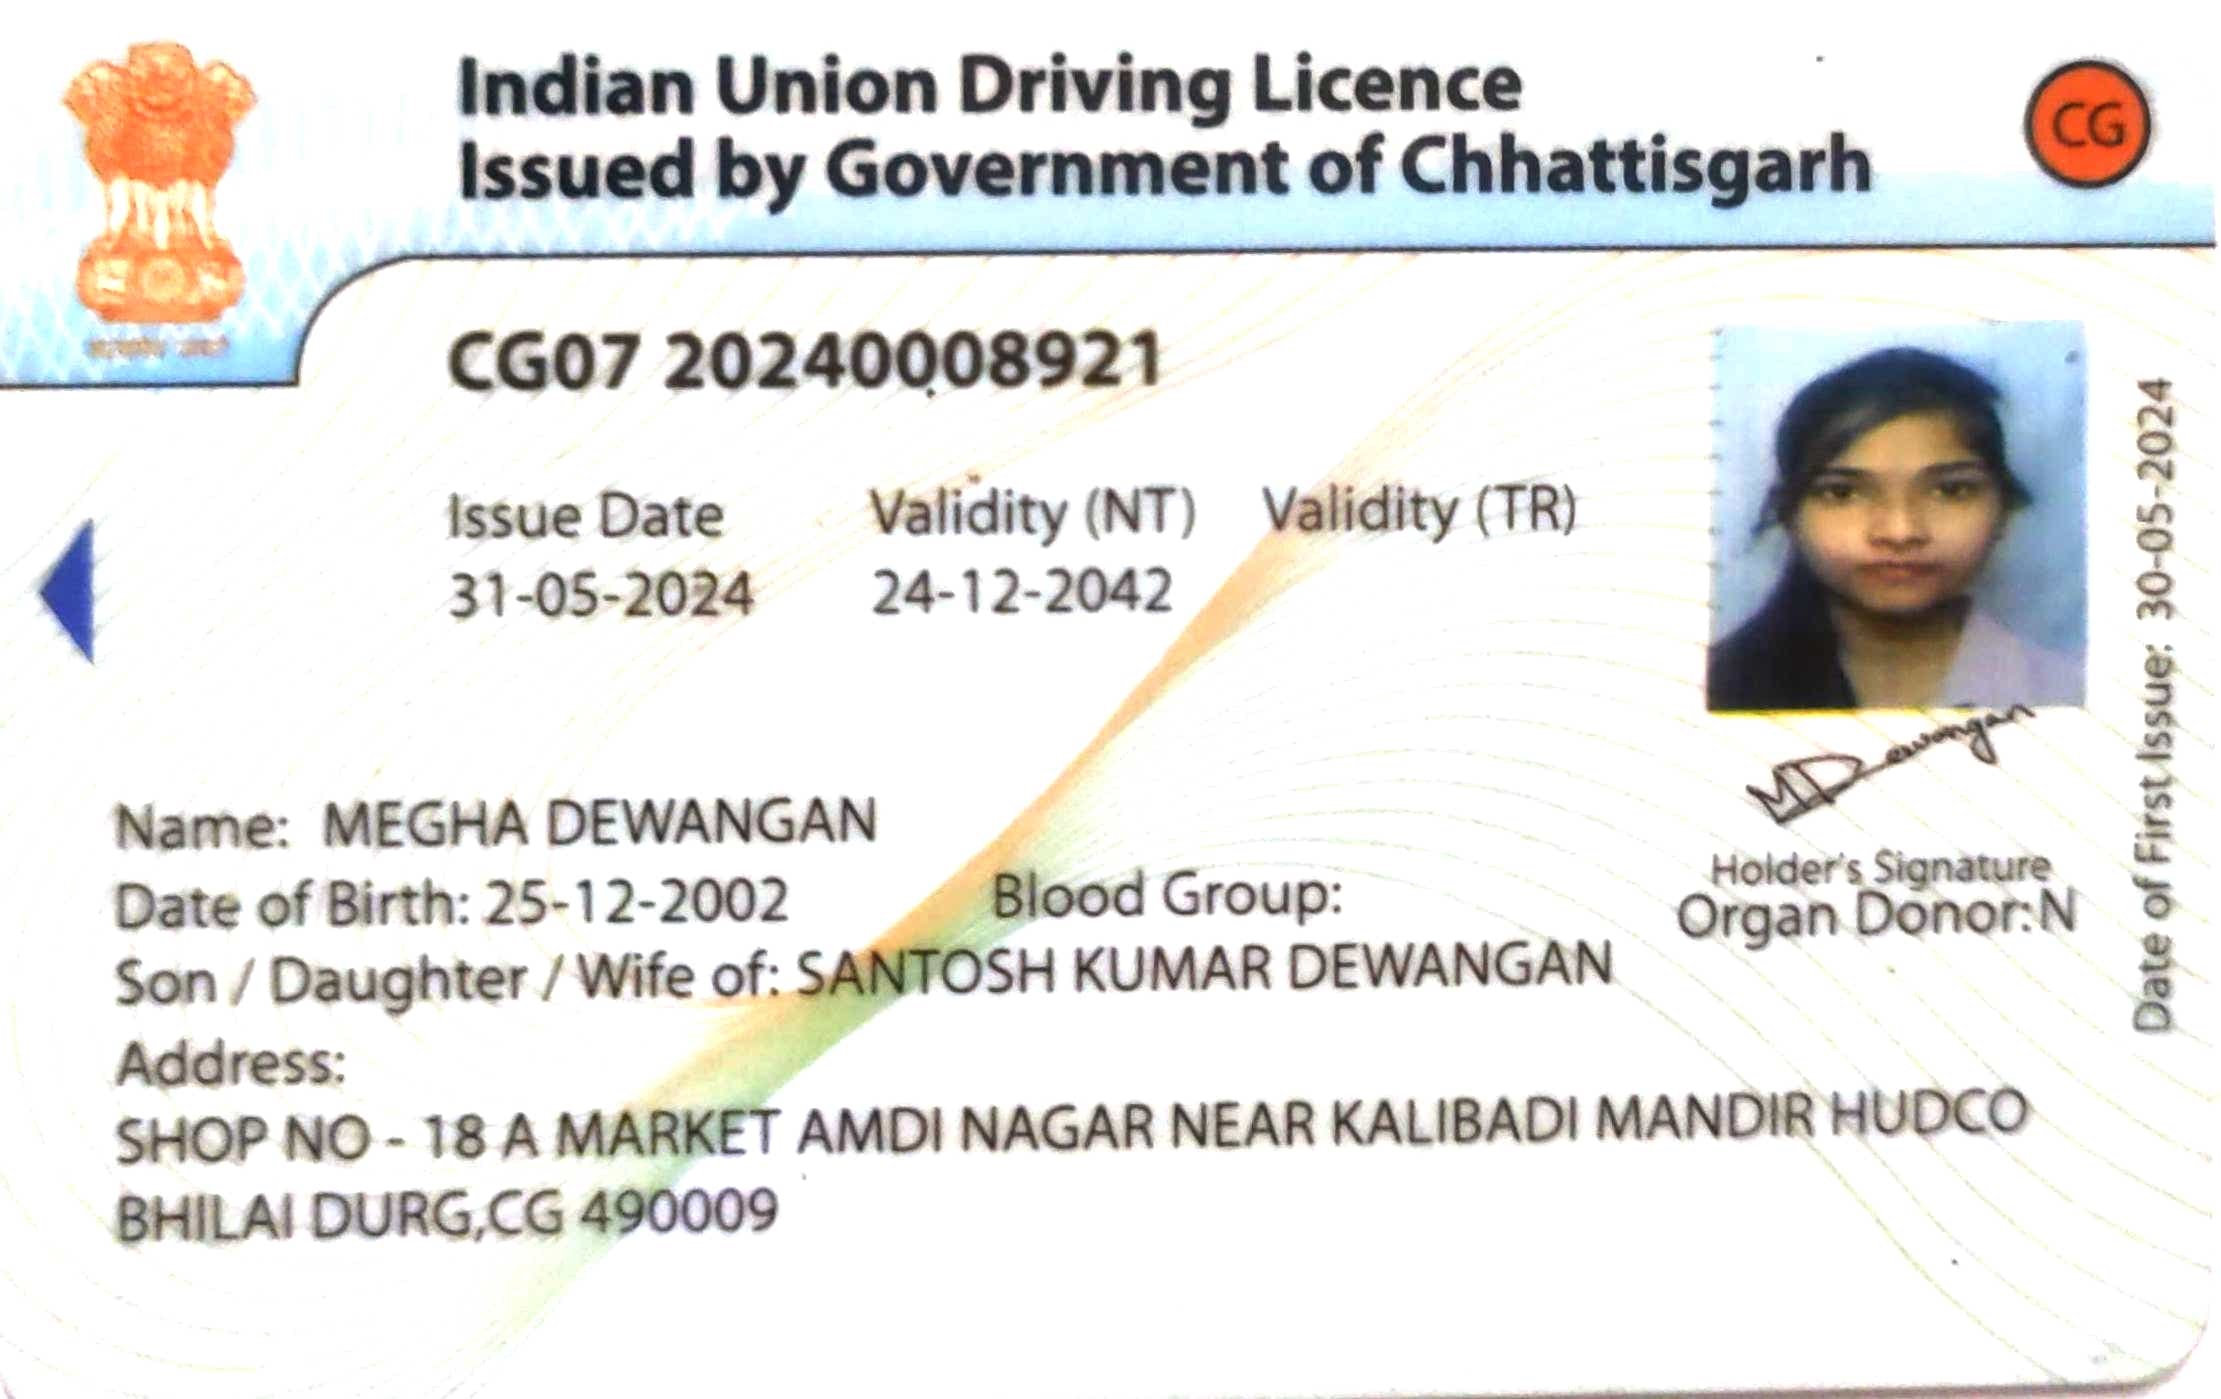 Indian Union Driving Licence
Issued by Government of Chhattisgarh
CG
CG07 20240008921
Issue Date Validity (NT) Validity (TR)
31-05-2024 24-12-2042
Date of First Issue: 30-05-2024
MDewangan
Name: MEGHA DEWANGAN
Holder's Signature
Date of Birth: 25-12-2002 Blood Group:
Organ Donor:N
Son / Daughter / Wife of: SANTOSH KUMAR DEWANGAN
Address:
SHOP NO - 18 A MARKET AMDI NAGAR NEAR KALIBADI MANDIR HUDCO
BHILAI DURG,CG 490009